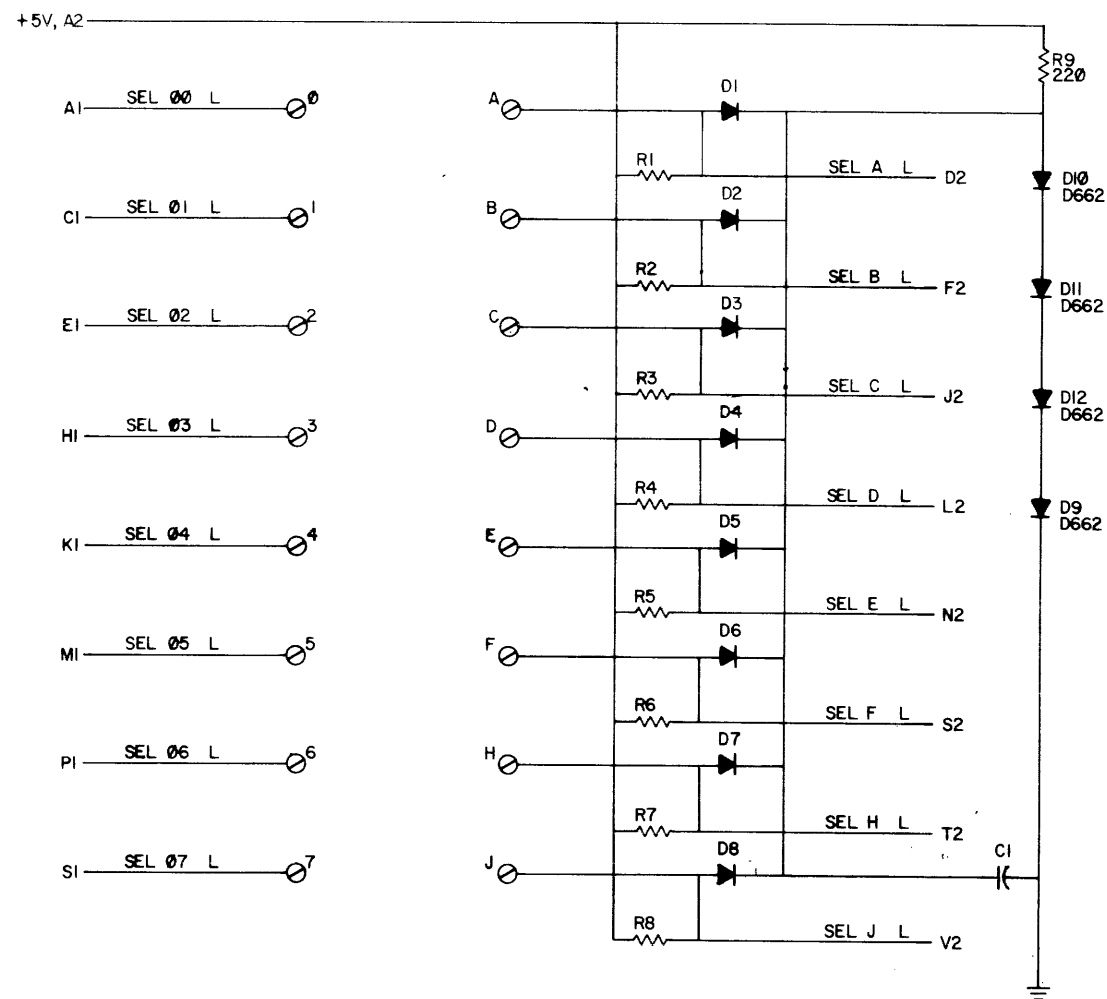 +5V, A2
R9
220
D1
A1 SEL 00 L 0 A
R1 SEL A L D2
D10
D662
D2
C1 SEL 01 L 1 B
R2 SEL B L F2
D11
D662
D3
E1 SEL 02 L 2 C
R3 SEL C L J2
D12
D662
D4
H1 SEL 03 L 3 D
R4 SEL D L L2
D9
D662
D5
K1 SEL 04 L 4 E
R5 SEL E L N2
D6
M1 SEL 05 L 5 F
R6 SEL F L S2
D7
P1 SEL 06 L 6 H
R7 SEL H L T2
D8
C1
S1 SEL 07 L 7 J
R8 SEL J L V2